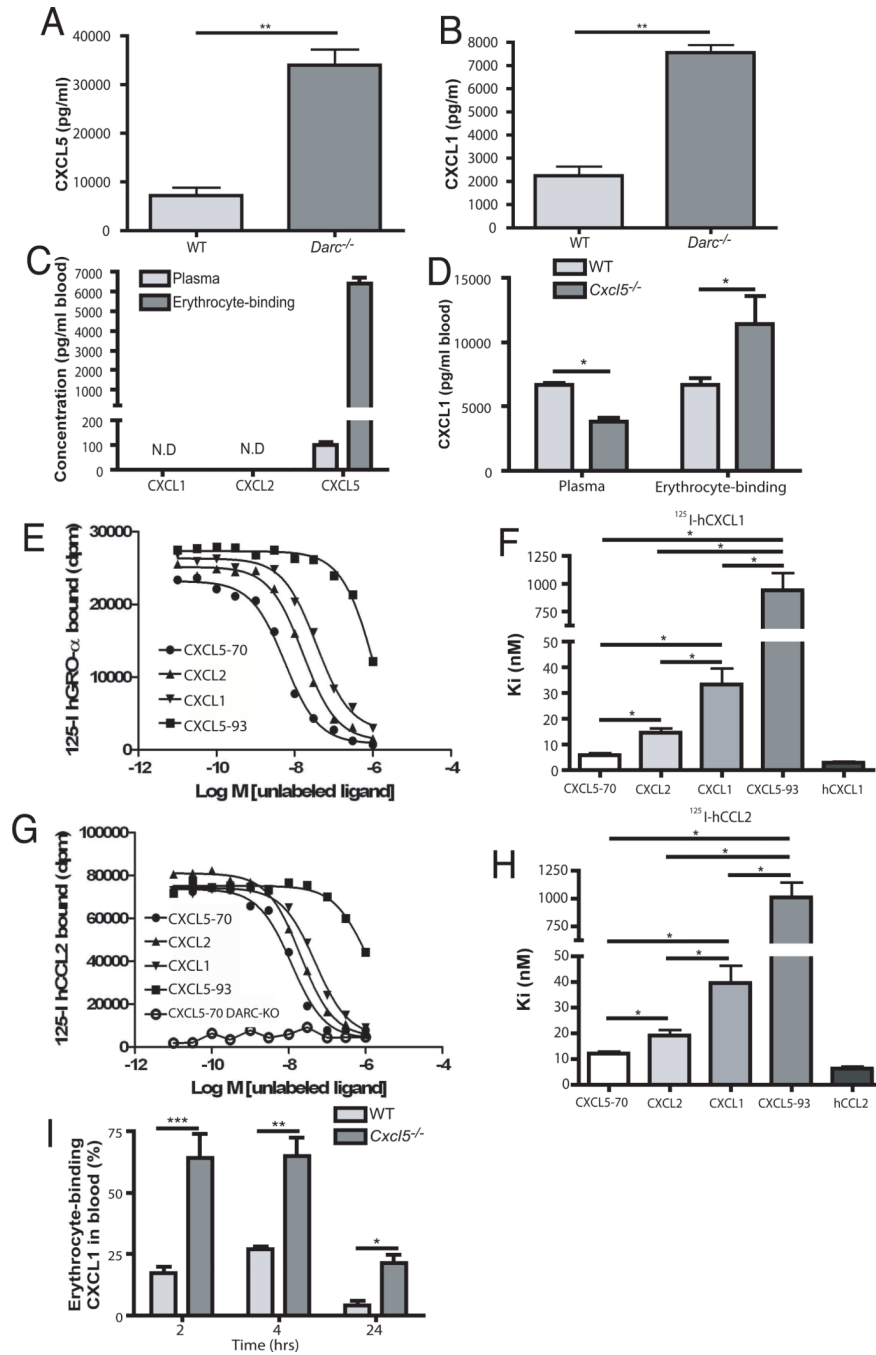 A
**
CXCL5 (pg/ml)
40000
30000
20000
10000
0
WT
Darc-/-
B
**
CXCL1 (pg/m)
8000
7000
6000
5000
4000
3000
2000
1000
0
WT
Darc-/-
C
Plasma
Erythrocyte-binding
Concentration (pg/ml blood)
7000
6000
5000
4000
3000
2000
1000
200
100
0
N.D
N.D
CXCL1
CXCL2
CXCL5
D
WT
Cxcl5-/-
*
*
CXCL1 (pg/ml blood)
15000
10000
5000
0
Plasma
Erythrocyte-binding
E
125-I hGRO-α bound (dpm)
30000
20000
10000
0
CXCL5-70
CXCL2
CXCL1
CXCL5-93
-12
-10
-8
-6
-4
Log M [unlabeled ligand]
F
125I-hCXCL1
*
*
*
*
*
*
Ki (nM)
1250
1000
750
50
40
30
20
10
0
CXCL5-70
CXCL2
CXCL1
CXCL5-93
hCXCL1
G
125-I hCCL2 bound (dpm)
100000
80000
60000
40000
20000
0
CXCL5-70
CXCL2
CXCL1
CXCL5-93
CXCL5-70 DARC-KO
-12
-10
-8
-6
-4
Log M [unlabeled ligand]
H
125I-hCCL2
*
*
*
*
*
*
Ki (nM)
1250
1000
750
50
40
30
20
10
0
CXCL5-70
CXCL2
CXCL1
CXCL5-93
hCCL2
I
WT
Cxcl5-/-
***
**
*
Erythrocyte-binding
CXCL1 in blood (%)
75
50
25
0
2
4
24
Time (hrs)